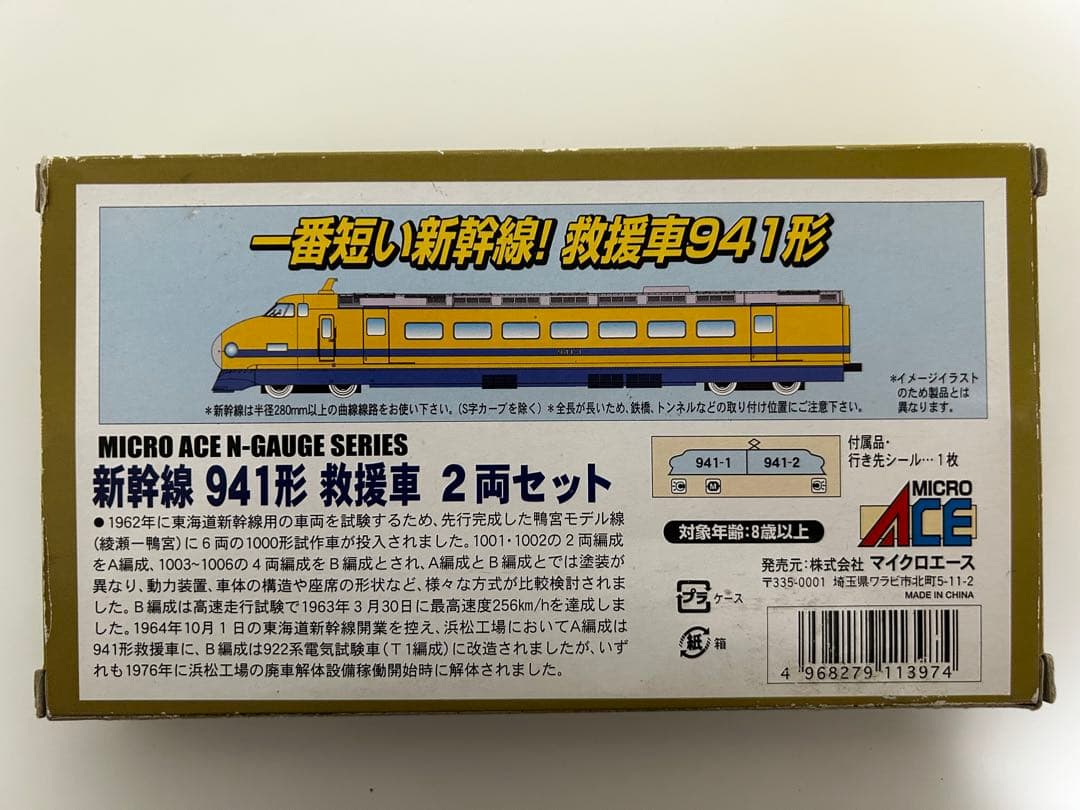 一番短い新幹線! 救援車941形
941-1
*新幹線は半径280mm以上の曲線線路をお使い下さい。(S字カーブを除く) *全長が長いため、鉄橋、トンネルなどの取り付け位置にご注意下さい。
*イメージイラスト
のため製品とは
異なります。
MICRO ACE N-GAUGE SERIES
新幹線 941形 救援車 2両セット
●1962年に東海道新幹線用の車両を試験するため、先行完成した鴨宮モデル線
(綾瀬ー鴨宮)に6両の1000形試作車が投入されました。1001・1002の2両編成
をA編成、1003~1006の4両編成をB編成とされ、A編成とB編成とでは塗装が
異なり、動力装置、車体の構造や座席の形状など、様々な方式が比較検討されま
した。B編成は高速走行試験で1963年3月30日に最高速度256km/hを達成しまし
た。1964年10月1日の東海道新幹線開業を控え、浜松工場においてA編成は
941形救援車に、B編成は922系電気試験車(T1編成)に改造されましたが、いず
れも1976年に浜松工場の廃車解体設備稼働開始時に解体されました。
941-1 941-2
M
付属品・
行き先シール…1枚
対象年齢:8歳以上
MICRO
ACE
発売元:株式会社 マイクロエース
〒335-0001 埼玉県ワラビ市北町5-11-2
MADE IN CHINA
プラ ケース
紙 箱
4 968279 113974